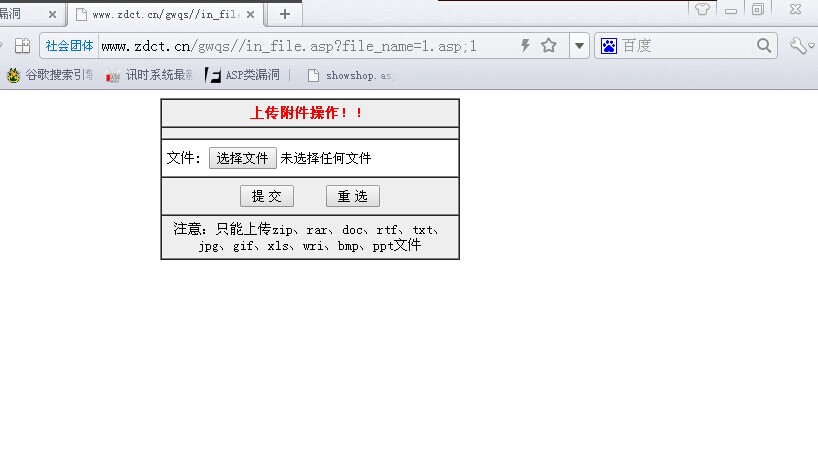 漏洞
www.zdct.cn/gwqs//in_file
社会团体 www.zdct.cn/gwqs//in_file.asp?file_name=1.asp;1
百度
谷歌搜索引擎 讯时系统最新 ASP类漏洞 showshop.as
上传附件操作!!
文件: 选择文件 未选择任何文件
提 交 重 选
注意: 只能上传zip、rar、doc、rtf、txt、
jpg、gif、xls、wri、bmp、ppt文件